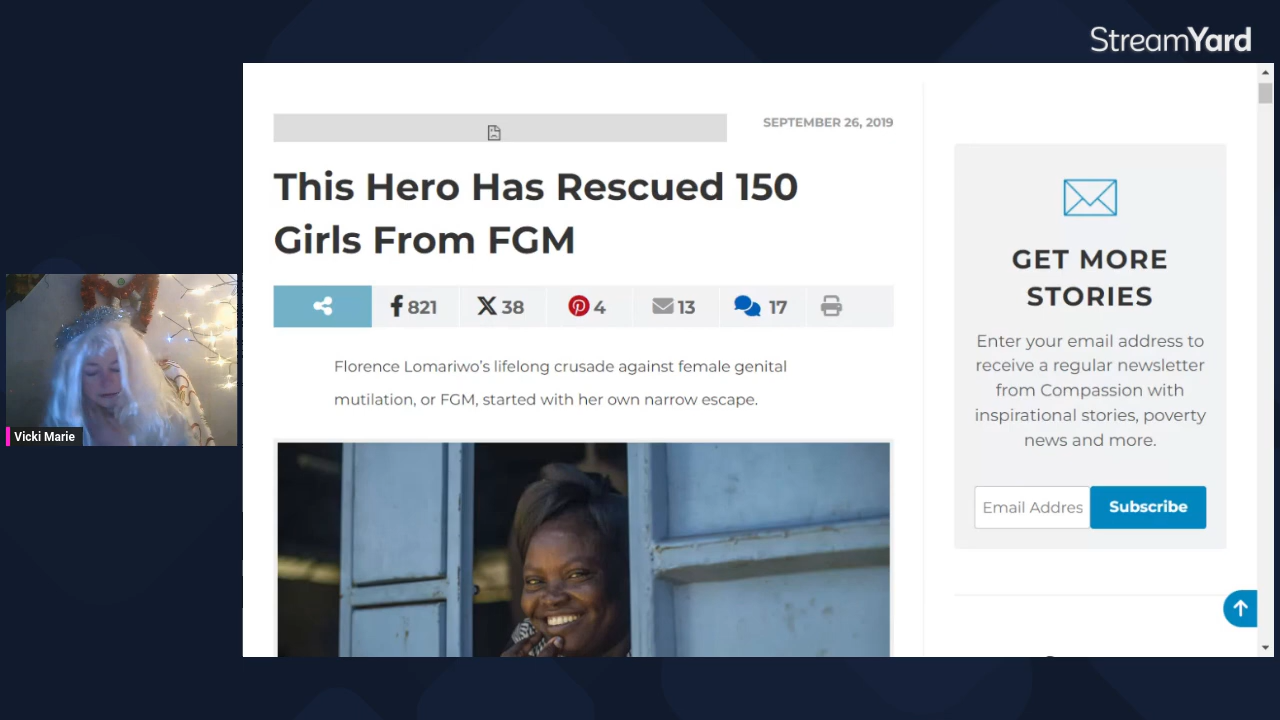 StreamYard
SEPTEMBER 26, 2019
This Hero Has Rescued 150
Girls From FGM
821
38
4
13
17
Florence Lomariwo’s lifelong crusade against female genital
mutilation, or FGM, started with her own narrow escape.
GET MORE
STORIES
Enter your email address to
receive a regular newsletter
from Compassion with
inspirational stories, poverty
news and more.
Email Addres
Subscribe
Vicki Marie